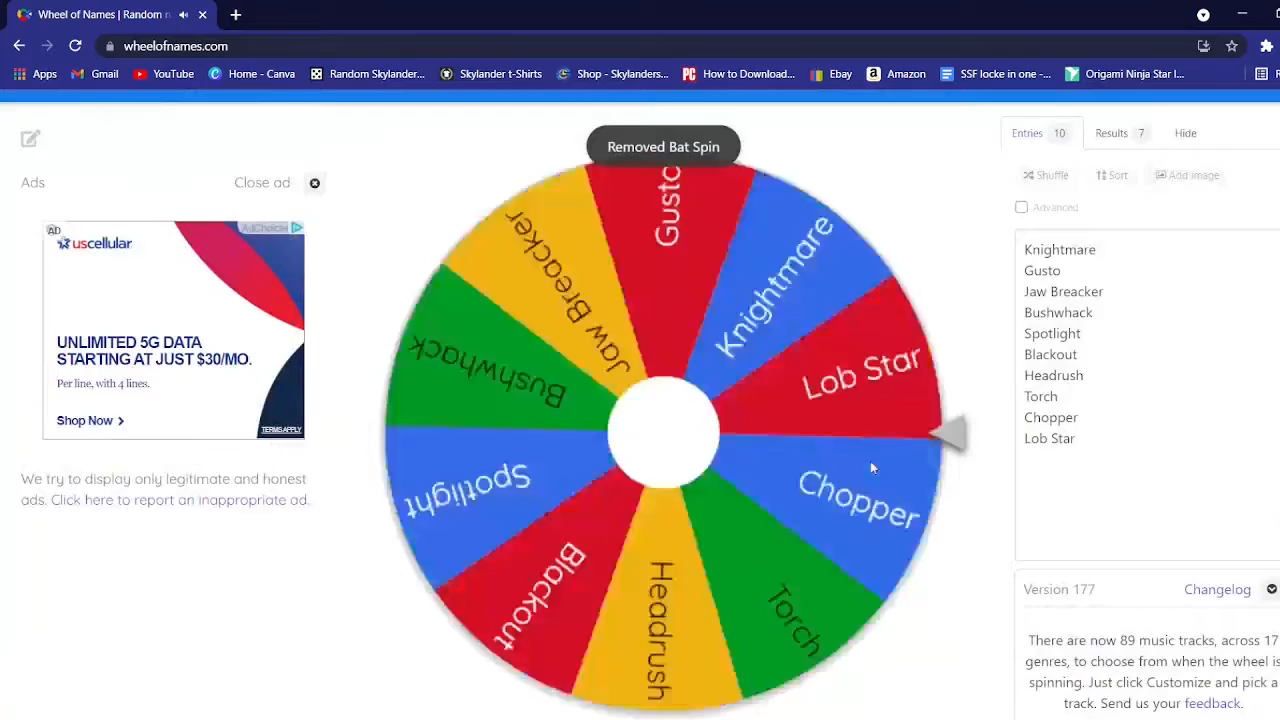 Wheel of Names | Random n
wheelofnames.com
Apps
Gmail
YouTube
Home - Canva
Random Skylander...
Skylander t-Shirts
Shop - Skylanders...
How to Download...
Ebay
Amazon
SSF locke in one -...
Origami Ninja Star I...
Removed Bat Spin
Entries 10
Results 7
Hide
Ads
Close ad
Shuffle
Sort
Add image
Advanced
AD
AdChoices
uscellular
UNLIMITED 5G DATA
STARTING AT JUST $30/MO.
Per line, with 4 lines.
Shop Now
TERMS APPLY
We try to display only legitimate and honest
ads. Click here to report an inappropriate ad.
Gusto
Knightmare
Lob Star
Chopper
Torch
Headrush
Blackout
Spotlight
Bushwhack
Jaw Breacker
Knightmare
Gusto
Jaw Breacker
Bushwhack
Spotlight
Blackout
Headrush
Torch
Chopper
Lob Star
Version 177
Changelog
There are now 89 music tracks, across 17
genres, to choose from when the wheel is
spinning. Just click Customize and pick a
track. Send us your feedback.